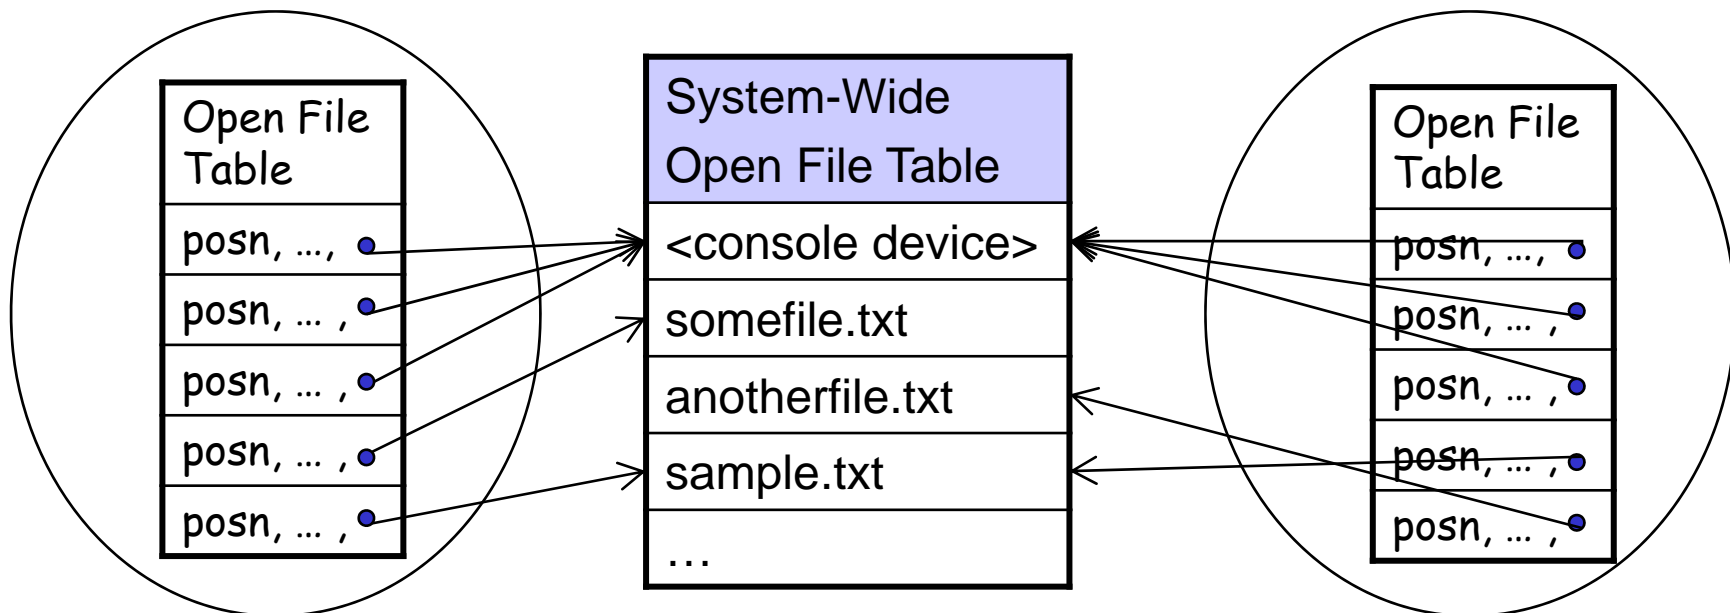 Open File
Table
posn, ...,
posn, ... ,
posn, ... ,
posn, ... ,
posn, ... ,
System-Wide
Open File Table
<console device>
somefile.txt
anotherfile.txt
sample.txt
...
Open File
Table
posn, ...,
posn, ... ,
posn, ... ,
posn, ... ,
posn, ... ,